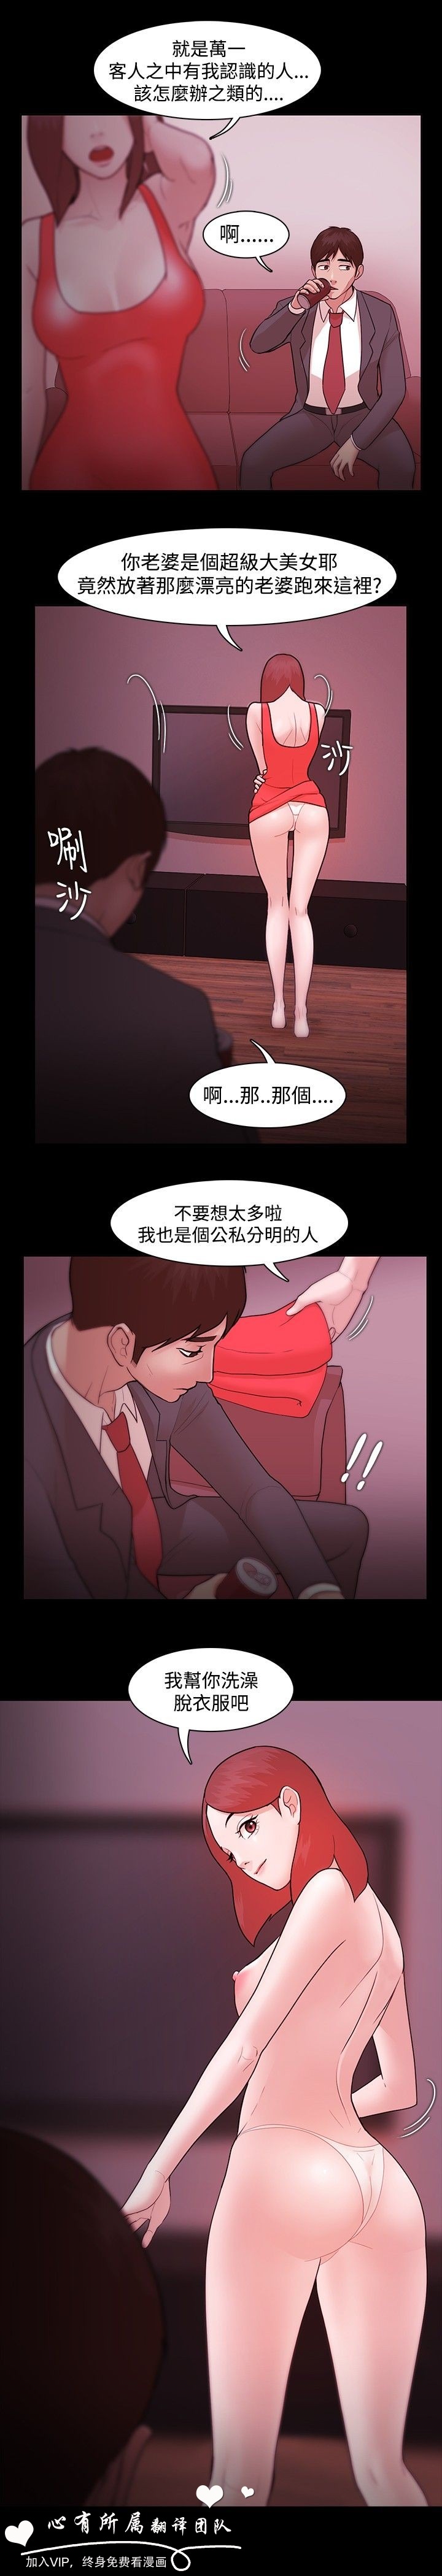 就是萬一
客人之中有我認識的人...
該怎麼辦之類的....
啊......
你老婆是個超級大美女耶
竟然放著那麼漂亮的老婆跑來這裡?
沙
唰
沙
啊...那..那個....
不要想太多啦
我也是個公私分明的人
!!
我幫你洗澡
脫衣服吧
心有所属翻译团队
加入VIP，终身免费看漫画